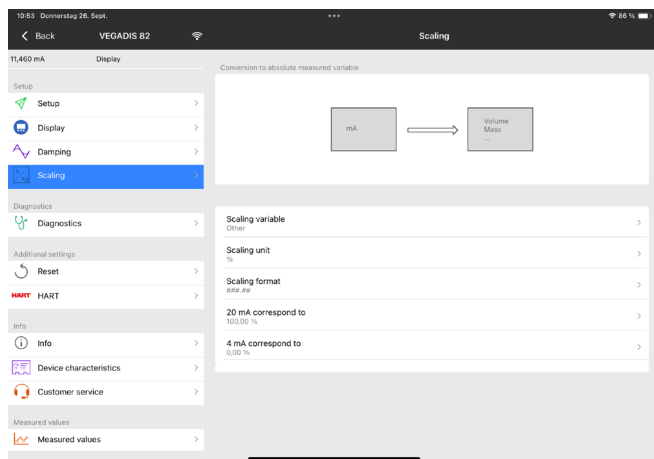 10:53 Donnerstag 26. Sept.
86 %
Back
VEGADIS 82
Scaling
11,460 mA
Display
Setup
Setup
Display
Damping
Scaling
Diagnostics
Diagnostics
Additional settings
Reset
HART HART
Info
Info
Device characteristics
Customer service
Measured values
Measured values
Conversion to absolute measured variable
mA
Volume
Mass
...
Scaling variable
Other
Scaling unit
%
Scaling format
###.##
20 mA correspond to
100,00 %
4 mA correspond to
0,00 %